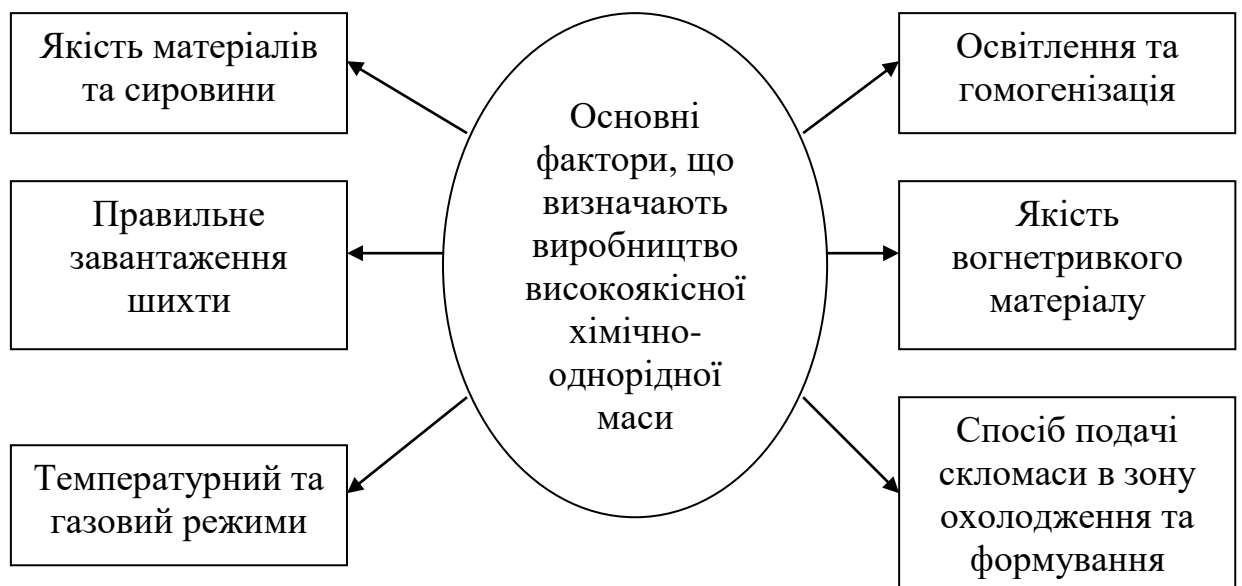 Якість матеріалів
та сировини
Правильне
завантаження
шихти
Температурний та
газовий режими
Основні
фактори, що
визначають
виробництво
високоякісної
хімічно-
однорідної
маси
Освітлення та
гомогенізація
Якість
вогнетривкого
матеріалу
Спосіб подачі
скломаси в зону
охолодження та
формування